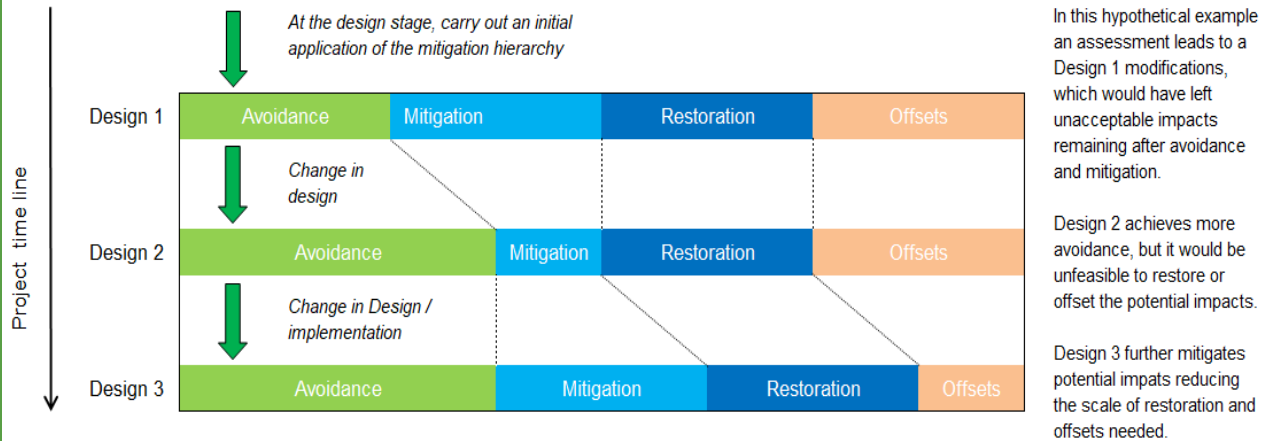 At the design stage, carry out an initial
application of the mitigation hierarchy
Design 1
Avoidance
Mitigation
Restoration
Offsets
Change in
design
Design 2
Avoidance
Mitigation
Restoration
Offsets
Change in Design /
implementation
Design 3
Avoidance
Mitigation
Restoration
Offsets
Project time line
In this hypothetical example
an assessment leads to a
Design 1 modifications,
which would have left
unacceptable impacts
remaining after avoidance
and mitigation.
Design 2 achieves more
avoidance, but it would be
unfeasible to restore or
offset the potential impacts.
Design 3 further mitigates
potential impats reducing
the scale of restoration and
offsets needed.